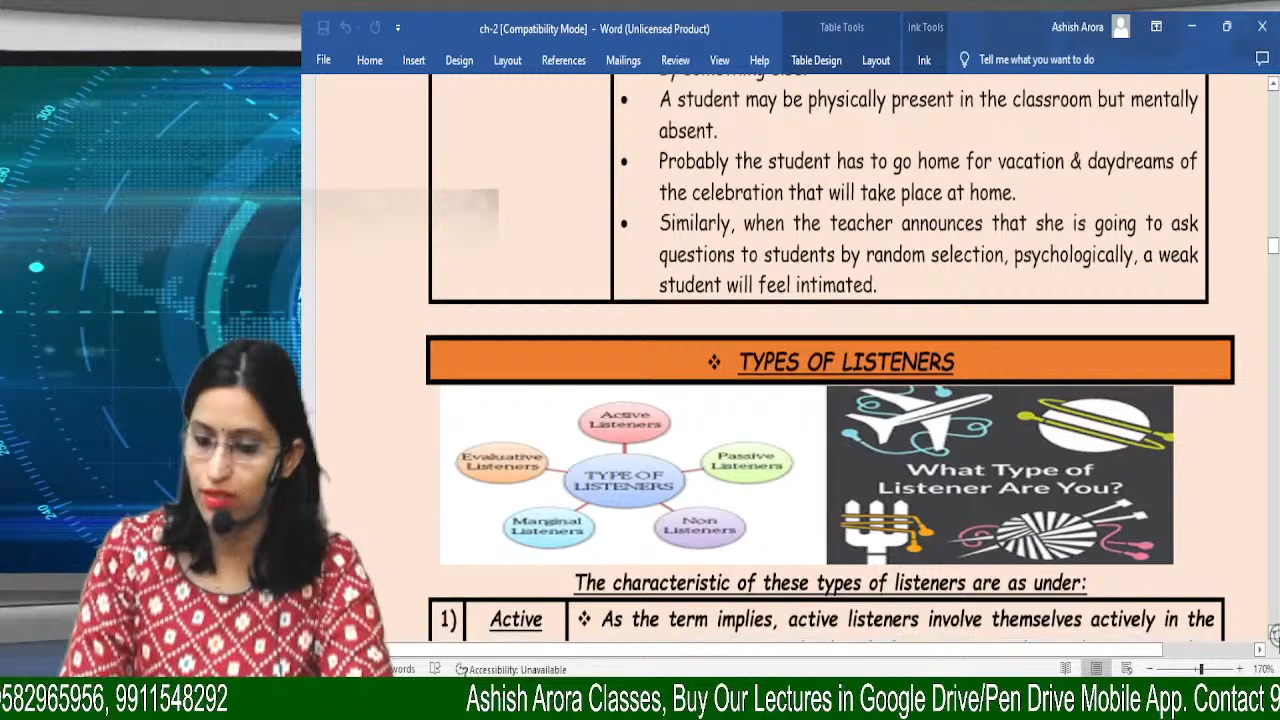 ch-2 [Compatibility Mode] - Word (Unlicensed Product)
Table Tools
Ink Tools
Ashish Arora
File Home Insert Design Layout References Mailings Review View Help Table Design Layout Ink Tell me what you want to do
• A student may be physically present in the classroom but mentally
absent.
• Probably the student has to go home for vacation & daydreams of
the celebration that will take place at home.
• Similarly, when the teacher announces that she is going to ask
questions to students by random selection, psychologically, a weak
student will feel intimated.
❖ TYPES OF LISTENERS
Active
Listeners
Evaluative
Listeners
Passive
Listeners
TYPE OF
LISTENERS
Marginal
Listeners
Non
Listeners
What Type of
Listener Are You?
The characteristic of these types of listeners are as under:
1) Active ❖ As the term implies, active listeners involve themselves actively in the
words
Accessibility: Unavailable
170%
9582965956, 9911548292 Ashish Arora Classes, Buy Our Lectures in Google Drive/Pen Drive Mobile App. Contact 9
300
240